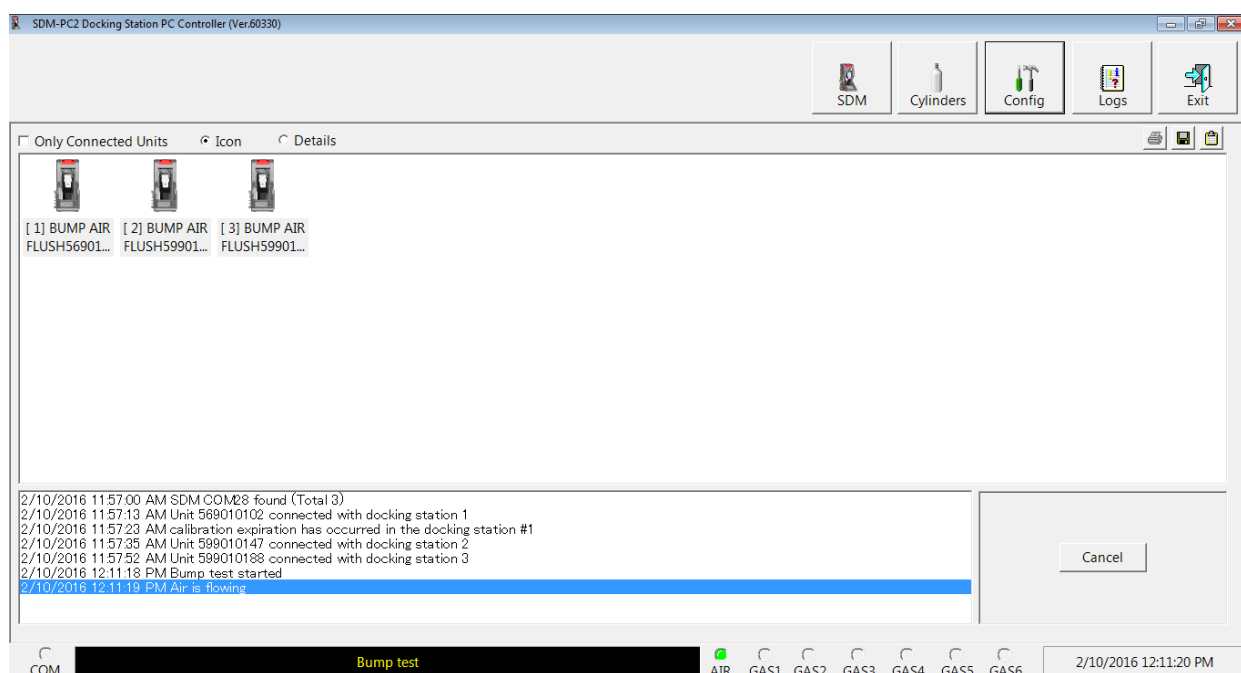 SDM-PC2 Docking Station PC Controller (Ver.60330)
SDM Cylinders Config Logs Exit
Only Connected Units Icon Details
[ 1] BUMP AIR [ 2] BUMP AIR [ 3] BUMP AIR
FLUSH56901... FLUSH59901... FLUSH59901...
2/10/2016 11:57:00 AM SDM COM28 found (Total 3)
2/10/2016 11:57:13 AM Unit 569010102 connected with docking station 1
2/10/2016 11:57:23 AM calibration expiration has occurred in the docking station #1
2/10/2016 11:57:35 AM Unit 599010147 connected with docking station 2
2/10/2016 11:57:52 AM Unit 599010188 connected with docking station 3
2/10/2016 12:11:18 PM Bump test started
2/10/2016 12:11:19 PM Air is flowing
Cancel
COM Bump test AIR GAS1 GAS2 GAS3 GAS4 GAS5 GAS6 2/10/2016 12:11:20 PM